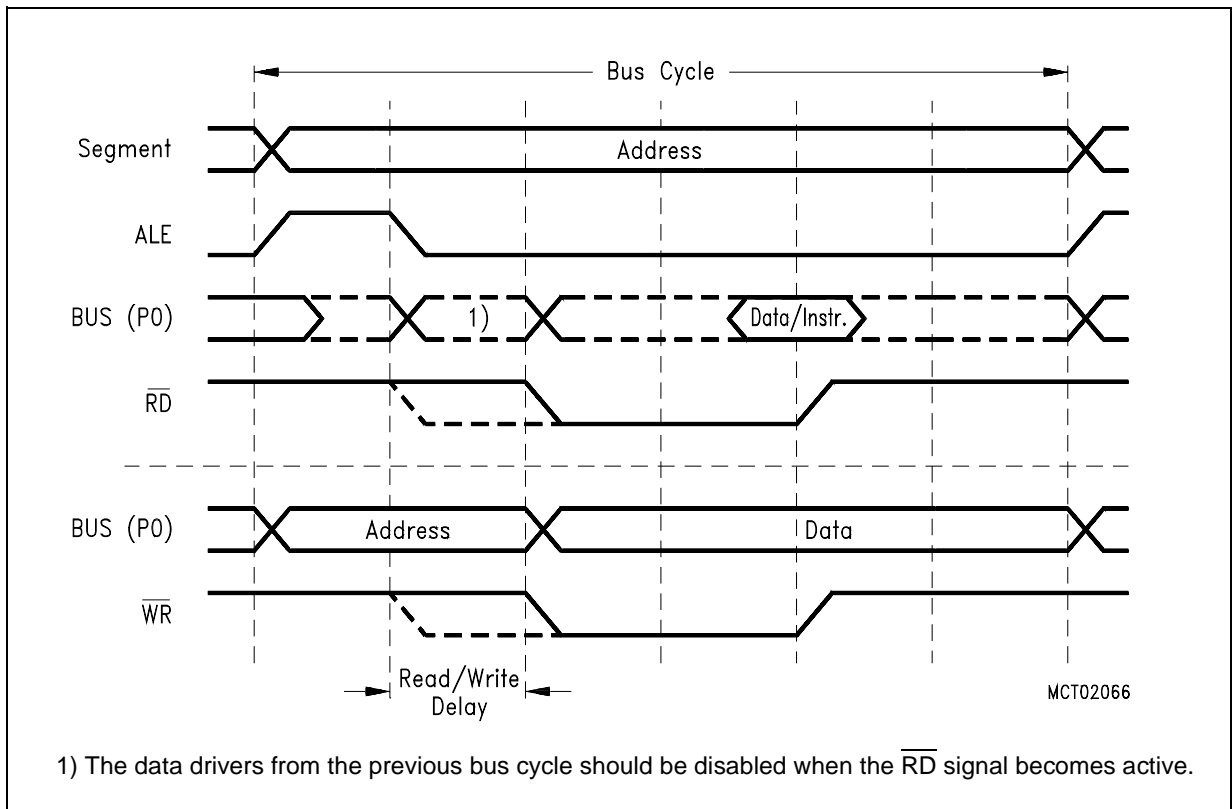 Bus Cycle
Segment
Address
ALE
BUS (P0)
1)
Data/Instr.
RD
BUS (P0)
Address
Data
WR
Read/Write
Delay
MCT02066
1) The data drivers from the previous bus cycle should be disabled when the RD signal becomes active.